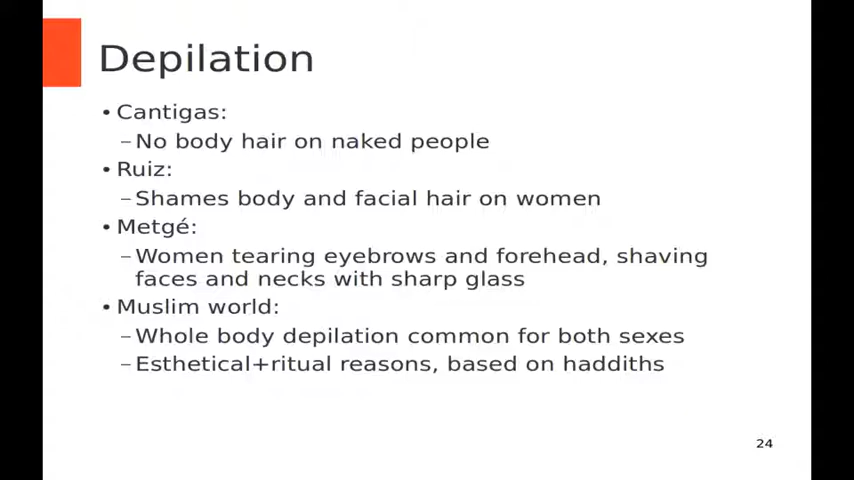 Depilation
• Cantigas:
–No body hair on naked people
• Ruiz:
–Shames body and facial hair on women
• Metgé:
–Women tearing eyebrows and forehead, shaving
faces and necks with sharp glass
• Muslim world:
–Whole body depilation common for both sexes
–Esthetical+ritual reasons, based on haddiths
24